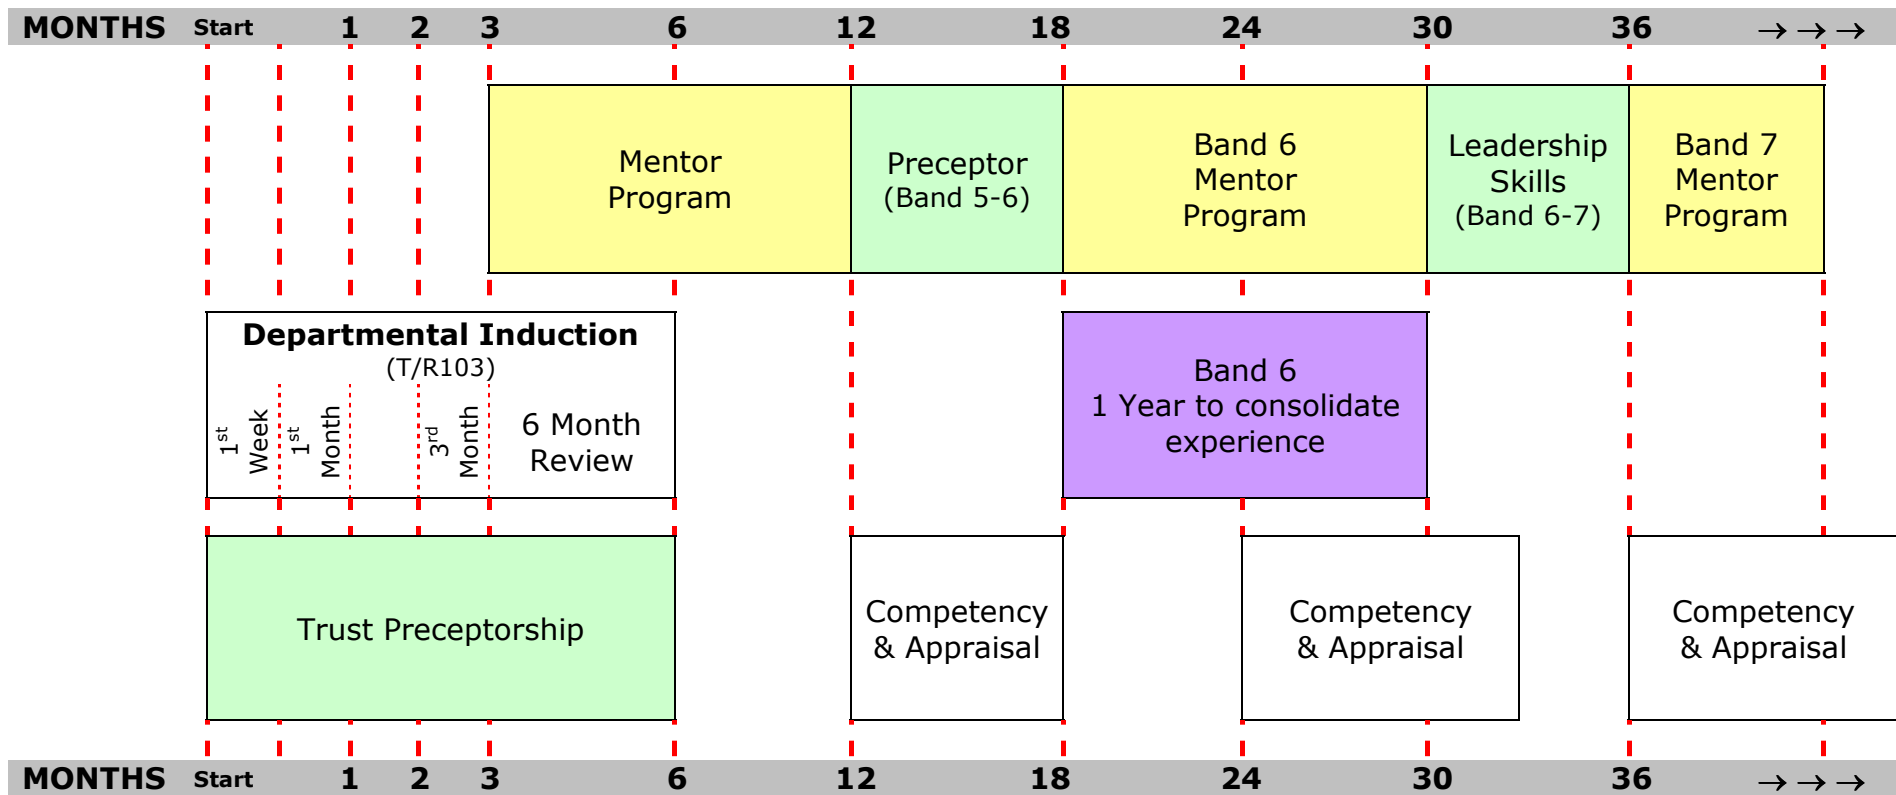 MONTHS Start 1 2 3 6 12 18 24 30 36 → → →
Mentor
Program
Preceptor
(Band 5-6)
Band 6
Mentor
Program
Leadership
Skills
(Band 6-7)
Band 7
Mentor
Program
Departmental Induction
(T/R103)
1st
Week
1st
Month
3rd
Month
6 Month
Review
Band 6
1 Year to consolidate
experience
Trust Preceptorship
Competency
& Appraisal
Competency
& Appraisal
Competency
& Appraisal
MONTHS Start 1 2 3 6 12 18 24 30 36 → → →